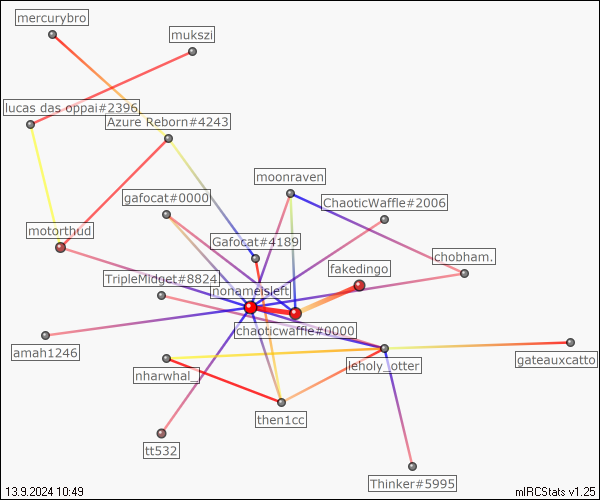 mercurybro
mukszi
lucas das oppai#2396
Azure Reborn#4243
moonraven
gafocat#0000
ChaoticWaffle#2006
motorthud
Gafocat#4189
chobham.
fakedingo
TripleMidget#8824
nonameisleft
chaoticwaffle#0000
amah1246
gateauxcatto
leholy_otter
nharwhal_
then1cc
tt532
Thinker#5995
13.9.2024 10:49
mIRCStats v1.25